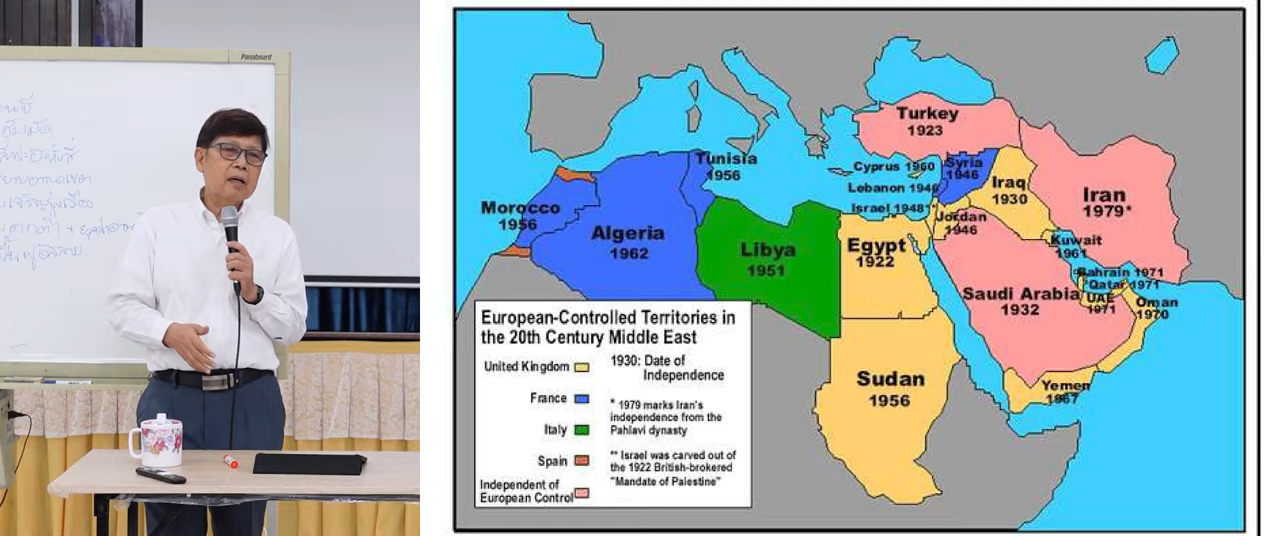 Panaboard
Turkey
1923
Tunisia
1956
Cyprus 1960
Syria
1946
Lebanon 1946
Iraq
1930
Iran
1979*
Israel 1948**
Morocco
1956
Jordan
1946
Algeria
1962
Libya
1951
Egypt
1922
Kuwait
1961
Bahrain 1971
Qatar 1971
UAE
1971
Oman
1970
Saudi Arabia
1932
Sudan
1956
Yemen
1967
European-Controlled Territories in
the 20th Century Middle East
United Kingdom
France
Italy
Spain
Independent of
European Control
1930: Date of
Independence
* 1979 marks Iran's
independence from the
Pahlavi dynasty
** Israel was carved out of
the 1922 British-brokered
"Mandate of Palestine"